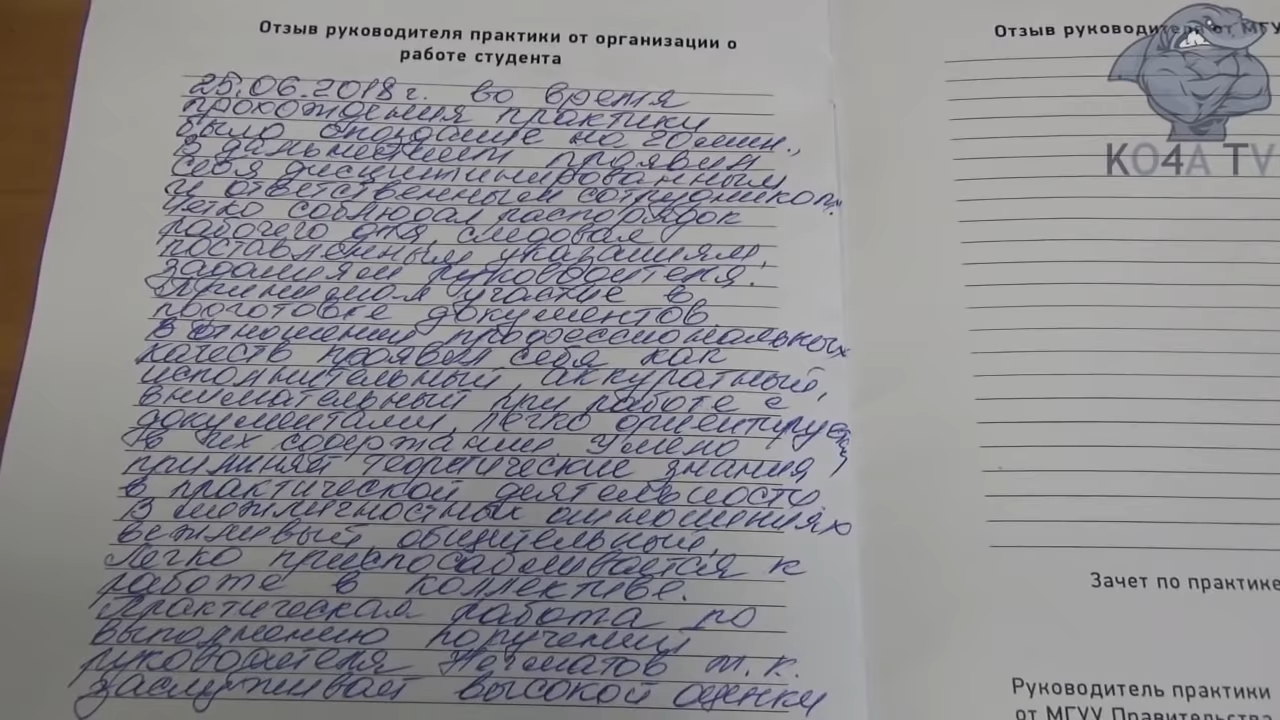 Отзыв руководителя практики от организации о
работе студента
25.06.2018г. во время
прохождения практики
было опоздание на 20 мин.,
В дальнейшем проявил
себя дисциплинированным
и ответственным сотрудником.
Четко соблюдал распорядок
рабочего дня, следовал
поставленным указаниям,
заданиям руководителя.
Принимал участие в
подготовке документов.
В отношении профессиональных
качеств проявил себя как
исполнительный, аккуратный,
внимательный при работе с
документами, легко ориентируется
в их содержании. Умело
применяет теоретические знания
в практической деятельности.
В межличностных отношениях
вежливый, общительный,
легко приспосабливается к
работе в коллективе.
Практическая работа по
выполнению поручений
руководителя Негматов М.К.
заслуживает высокой оценки
Отзыв руководителя от МГУУ
KO4A TV
Зачет по практике
Руководитель практики
от МГУУ Правительства